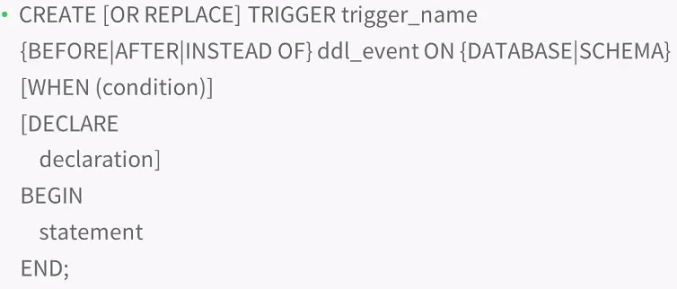 • CREATE [OR REPLACE] TRIGGER trigger_name
{BEFORE|AFTER|INSTEAD OF} ddl_event ON {DATABASE|SCHEMA}
[WHEN (condition)]
[DECLARE
declaration]
BEGIN
statement
END;